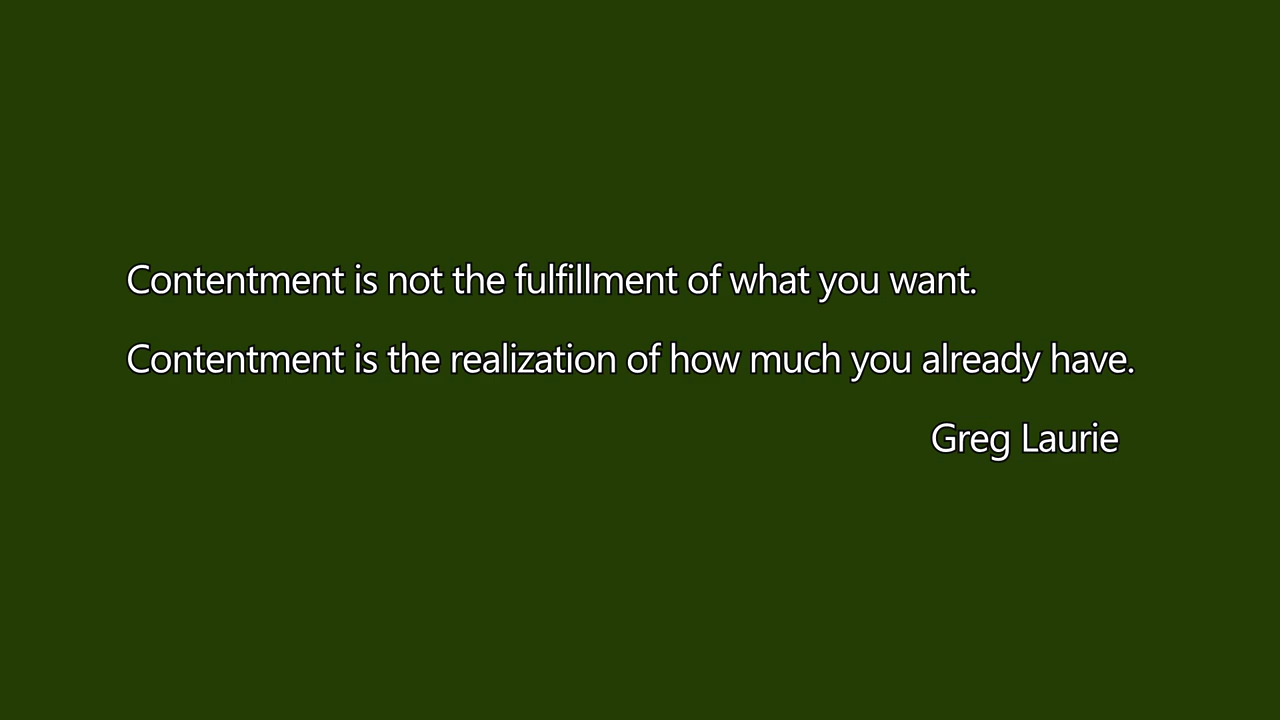 Contentment is not the fulfillment of what you want.
Contentment is the realization of how much you already have.
Greg Laurie